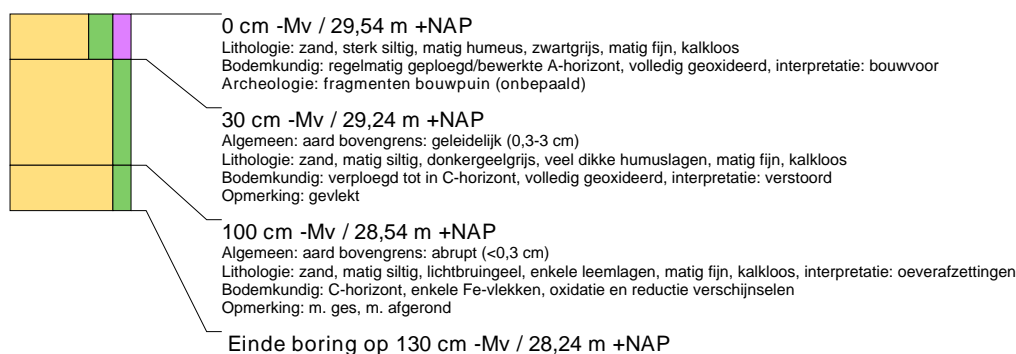 0 cm -Mv / 29,54 m +NAP
Lithologie: zand, sterk siltig, matig humeus, zwartgrijs, matig fijn, kalkloos
Bodemkundig: regelmatig geploegd/bewerkte A-horizont, volledig geoxideerd, interpretatie: bouwvoor
Archeologie: fragmenten bouwpuin (onbepaald)
30 cm -Mv / 29,24 m +NAP
Algemeen: aard bovengrens: geleidelijk (0,3-3 cm)
Lithologie: zand, matig siltig, donkergeelgrijs, veel dikke humuslagen, matig fijn, kalkloos
Bodemkundig: verploegd tot in C-horizont, volledig geoxideerd, interpretatie: verstoord
Opmerking: gevlekt
100 cm -Mv / 28,54 m +NAP
Algemeen: aard bovengrens: abrupt (<0,3 cm)
Lithologie: zand, matig siltig, lichtbruingeel, enkele leemlagen, matig fijn, kalkloos, interpretatie: oeverafzettingen
Bodemkundig: C-horizont, enkele Fe-vlekken, oxidatie en reductie verschijnselen
Opmerking: m. ges, m. afgerond
Einde boring op 130 cm -Mv / 28,24 m +NAP